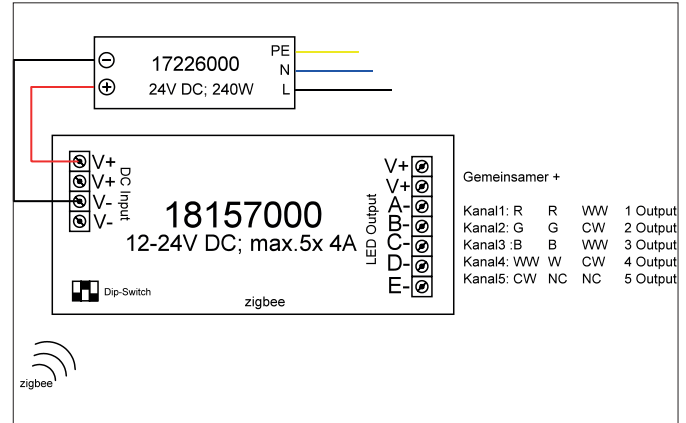 PE
17226000
N
24V DC; 240W
L
V+
V+
V-
V-
DC Input
18157000
12-24V DC; max.5x 4A
LED Output
V+
V+
A-
B-
C-
D-
E-
Dip-Switch
zigbee
Gemeinsamer +
Kanal1: R R WW 1 Output
Kanal2: G G CW 2 Output
Kanal3 :B B WW 3 Output
Kanal4: WW W CW 4 Output
Kanal5: CW NC NC 5 Output
zigbee